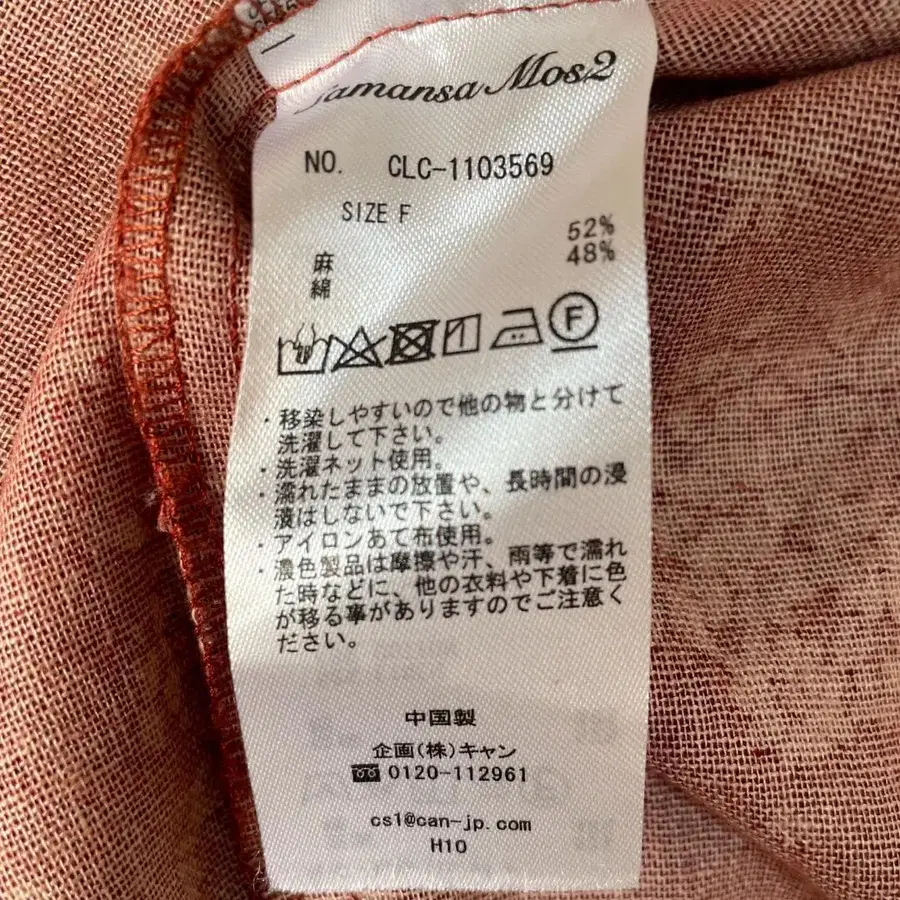 Samansa Mos2
NO. CLC-1103569
SIZE F
麻 52%
綿 48%
F
・移染しやすいので他の物と分けて
洗濯して下さい。
・洗濯ネット使用。
・濡れたままの放置や、長時間の浸
漬はしないで下さい。
・アイロンあて布使用。
・濃色製品は摩擦や汗、雨等で濡れ
た時などに、他の衣料や下着に色
が移る事がありますのでご注意く
ださい。
中国製
企画(株)キャン
0120-112961
cs1@can-jp.com
H10